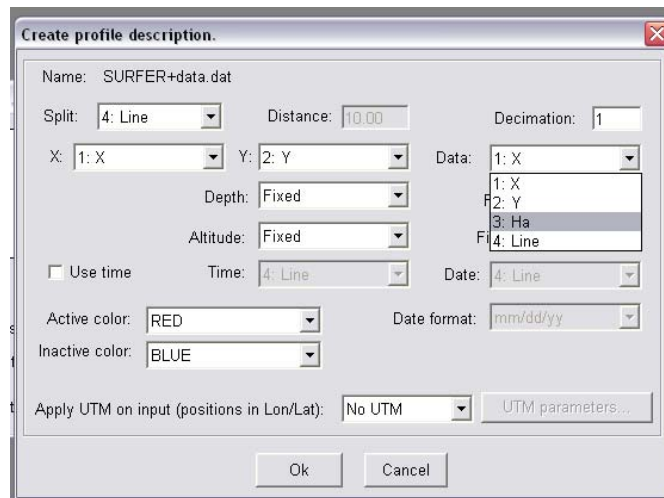 Create profile description.
Name: SURFER+data.dat
Split: 4: Line Distance: 10.00 Decimation: 1
X: 1: X Y: 2: Y Data: 1: X
1: X
2: Y
3: Ha
4: Line
Depth: Fixed F
Altitude: Fixed Fi
Use time Time: 4: Line Date: 4: Line
Active color: RED Date format: mm/dd/yy
Inactive color: BLUE
Apply UTM on input (positions in Lon/Lat): No UTM UTM parameters...
Ok Cancel